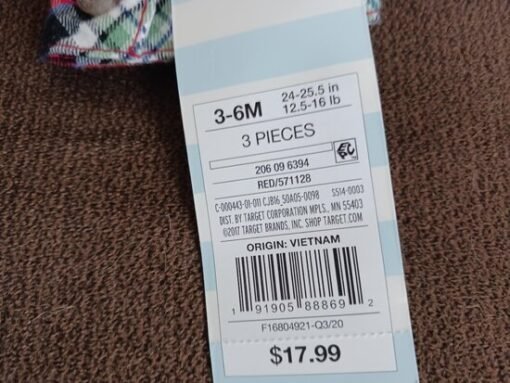 3-6M
24-25.5 in
12.5-16 lb
3 PIECES
206 09 6394
RED/571128
C-000443-01-011 CJB16_50A05-0098 S514-0003
DIST. BY TARGET CORPORATION MPLS., MN 55403
©2017 TARGET BRANDS, INC. SHOP TARGET.COM
ORIGIN: VIETNAM
1 91905 88869 2
F16804921-Q3/20
$17.99